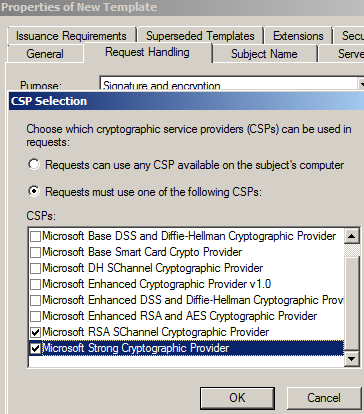 Properties of New Template
Issuance Requirements Superseded Templates Extensions Secu
General Request Handling Subject Name Serve
Purpose: Signature and encryption
CSP Selection
Choose which cryptographic service providers (CSPs) can be used in
requests:
Requests can use any CSP available on the subject's computer
Requests must use one of the following CSPs:
CSPs:
Microsoft Base DSS and Diffie-Hellman Cryptographic Provider
Microsoft Base Smart Card Crypto Provider
Microsoft DH SChannel Cryptographic Provider
Microsoft Enhanced Cryptographic Provider v1.0
Microsoft Enhanced DSS and Diffie-Hellman Cryptographic Prov
Microsoft Enhanced RSA and AES Cryptographic Provider
Microsoft RSA SChannel Cryptographic Provider
Microsoft Strong Cryptographic Provider
OK Cancel